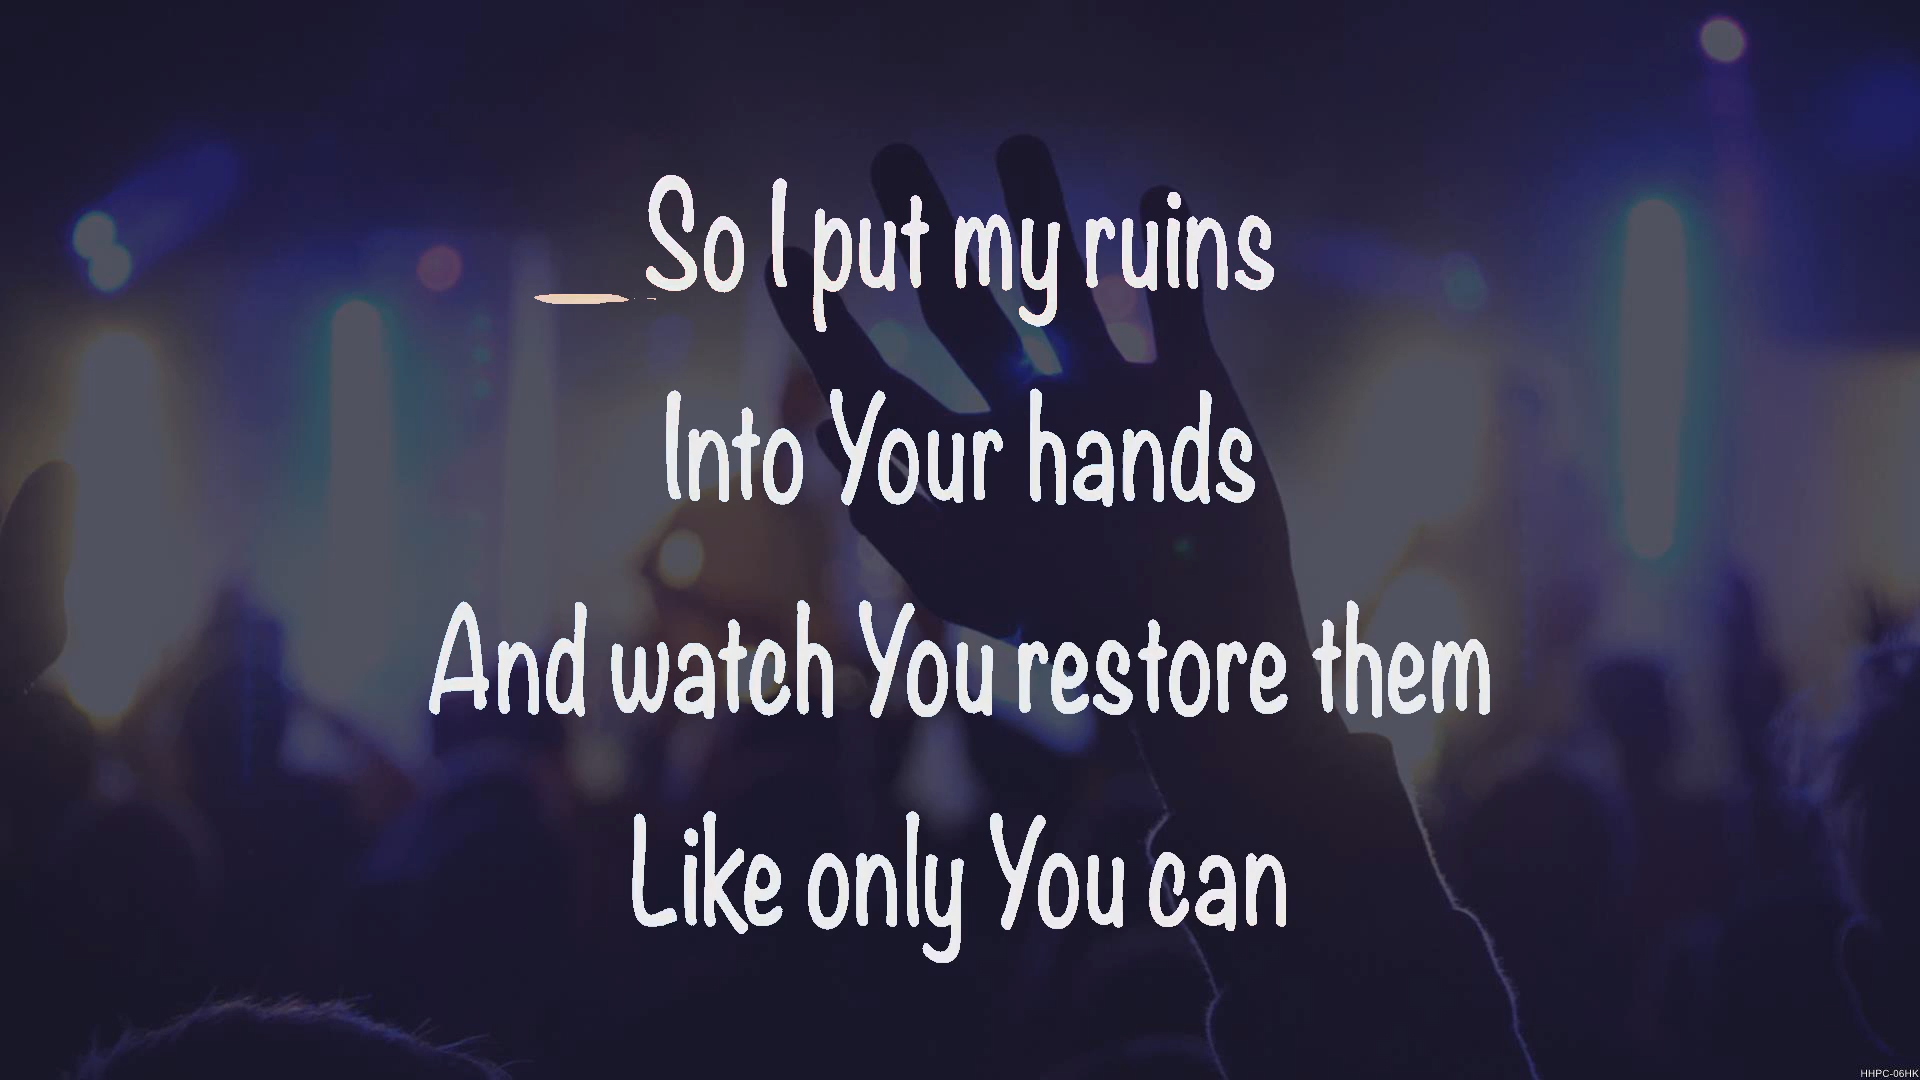 So I put my ruins
Into Your hands
And watch You restore them
Like only You can
HHPC-06HK